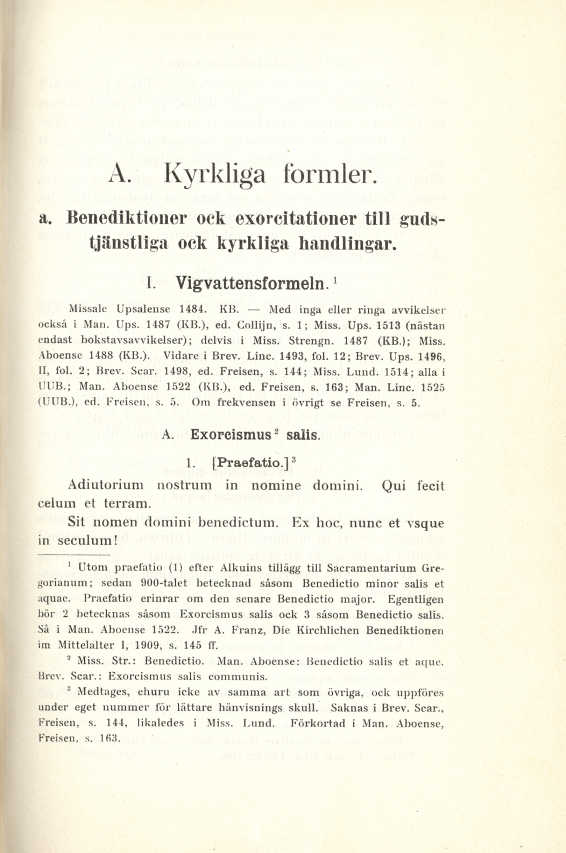 A. Kyrkliga formler.
a. Benediktioner ock exorcitationer till guds-
tjänstliga ock kyrkliga handlingar.
I. Vigvattensformeln. ¹
Missale Upsalense 1484. KB. — Med inga eller ringa avvikelser
också i Man. Ups. 1487 (KB.), ed. Collijn, s. 1; Miss. Ups. 1513 (nästan
endast bokstavsavvikelser); delvis i Miss. Strengn. 1487 (KB.); Miss.
Aboense 1488 (KB.). Vidare i Brev. Linc. 1493, fol. 12; Brev. Ups. 1496,
II, fol. 2; Brev. Scar. 1498, ed. Freisen, s. 144; Miss. Lund. 1514; alla i
UUB.; Man. Aboense 1522 (KB.), ed. Freisen, s. 163; Man. Linc. 1525
(UUB.), ed. Freisen, s. 5. Om frekvensen i övrigt se Freisen, s. 5.
A. Exorcismus ² salis.
1. [Praefatio.] ³
Adiutorium nostrum in nomine domini. Qui fecit
celum et terram.
Sit nomen domini benedictum. Ex hoc, nunc et vsque
in seculum!
¹ Utom praefatio (1) efter Alkuins tillägg till Sacramentarium Gre-
gorianum; sedan 900-talet betecknad såsom Benedictio minor salis et
aquae. Praefatio erinrar om den senare Benedictio major. Egentligen
bör 2 betecknas såsom Exorcismus salis ock 3 såsom Benedictio salis.
Så i Man. Aboense 1522. Jfr A. Franz, Die Kirchlichen Benediktionen
im Mittelalter I, 1909, s. 145 ff.
² Miss. Str.: Benedictio. Man. Aboense: Benedictio salis et aque.
Brev. Scar.: Exorcismus salis communis.
³ Medtages, ehuru icke av samma art som övriga, ock uppföres
under eget nummer för lättare hänvisnings skull. Saknas i Brev. Scar.,
Freisen, s. 144, likaledes i Miss. Lund. Förkortad i Man. Aboense,
Freisen, s. 163.